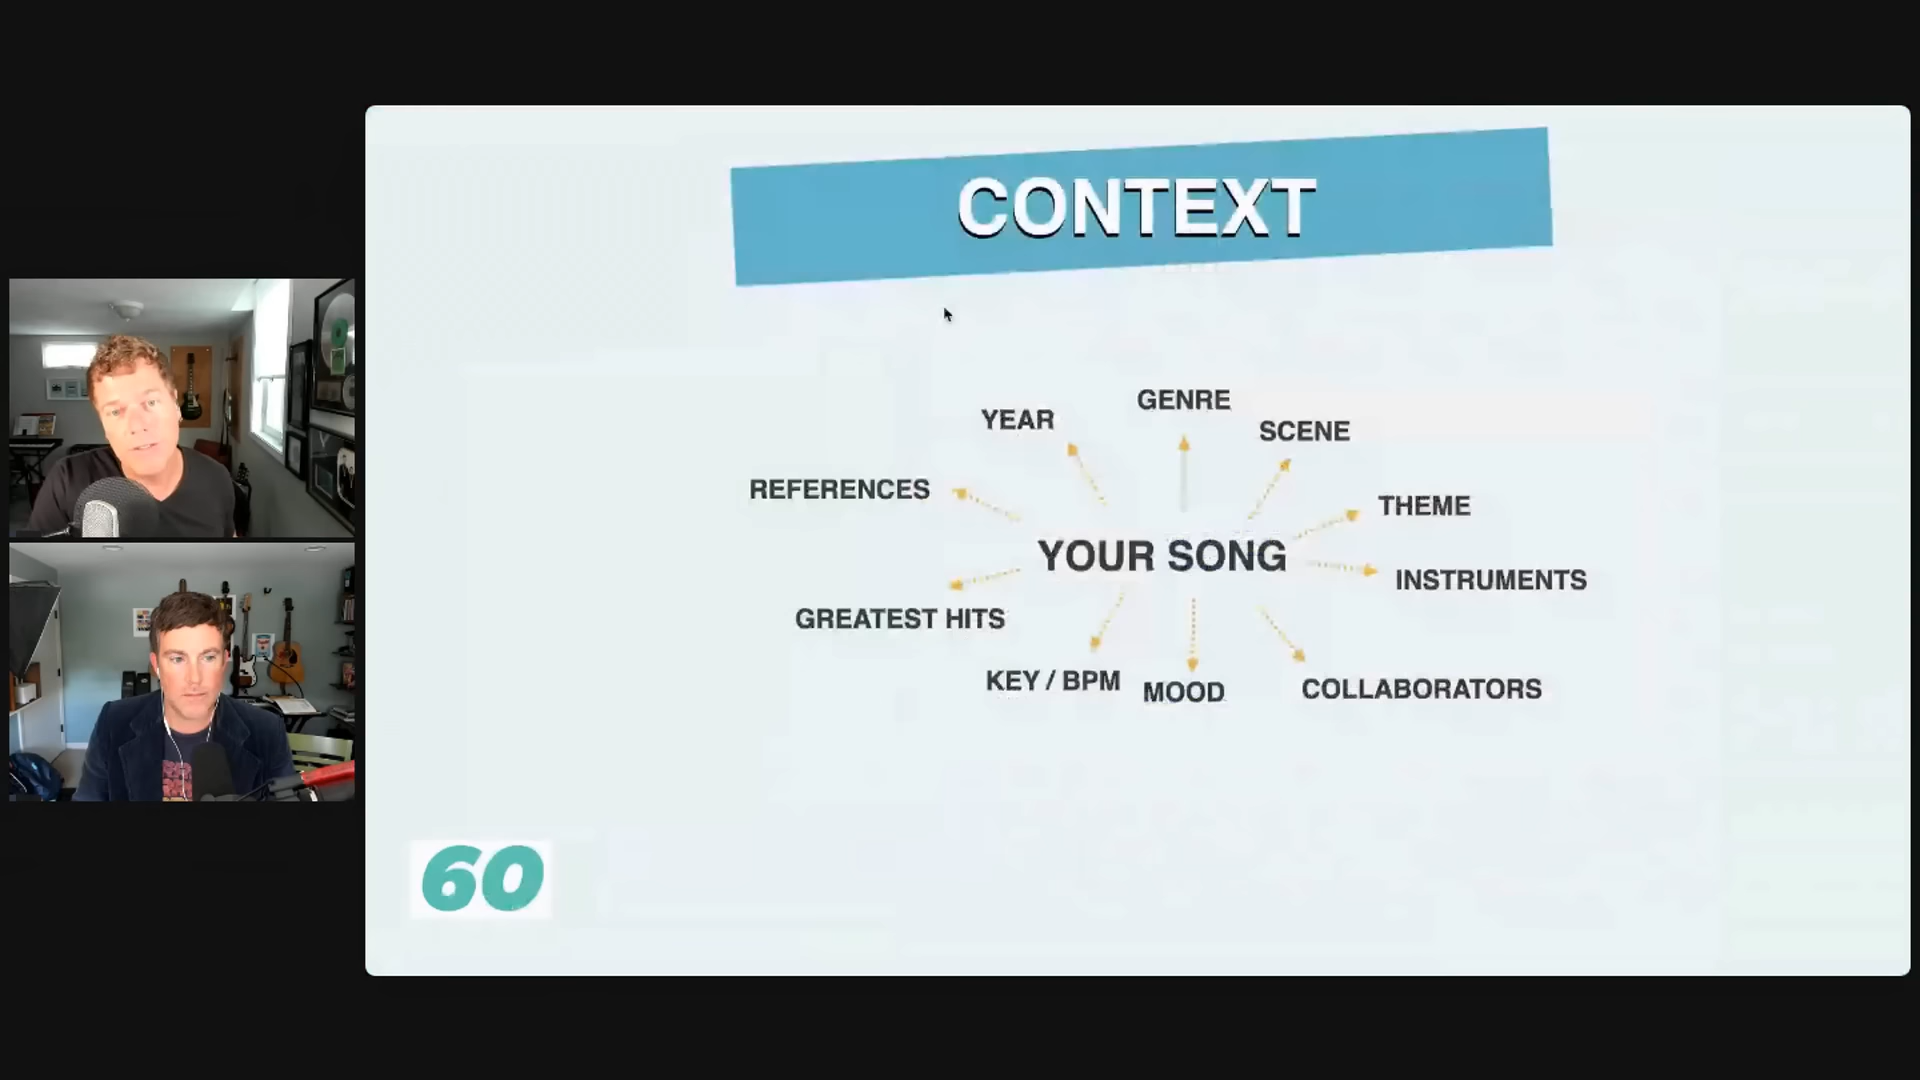 CONTEXT
GENRE
YEAR
SCENE
REFERENCES
THEME
YOUR SONG
INSTRUMENTS
GREATEST HITS
KEY / BPM
MOOD
COLLABORATORS
60